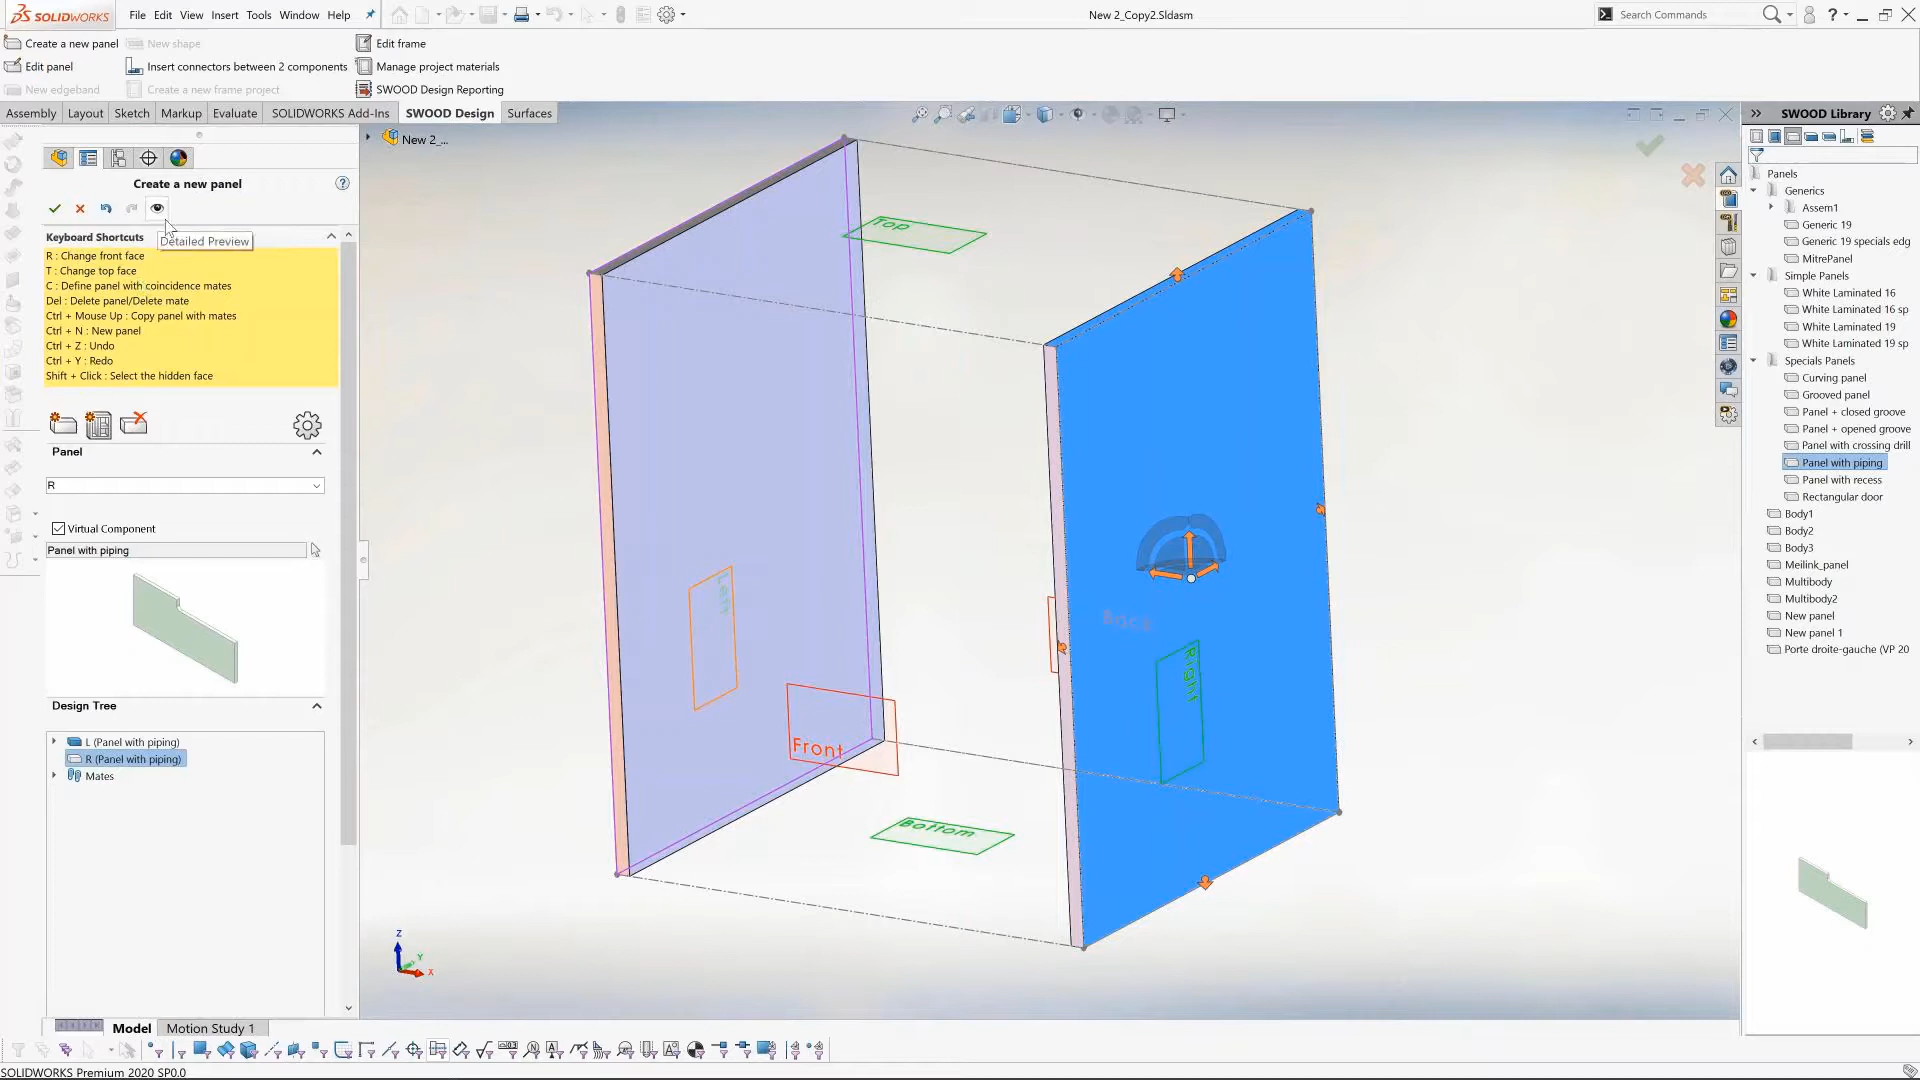 SOLIDWORKS File Edit View Insert Tools Window Help New 2_Copy2.Sldasm Search Commands
Create a new panel New shape Edit frame
Edit panel Insert connectors between 2 components Manage project materials
New edgeband Create a new frame project SWOOD Design Reporting
Assembly Layout Sketch Markup Evaluate SOLIDWORKS Add-Ins SWOOD Design Surfaces
New 2_...
Create a new panel
Keyboard Shortcuts
Detailed Preview
R : Change front face
T : Change top face
C : Define panel with coincidence mates
Del : Delete panel/Delete mate
Ctrl + Mouse Up : Copy panel with mates
Ctrl + N : New panel
Ctrl + Z : Undo
Ctrl + Y : Redo
Shift + Click : Select the hidden face
Panel
R
Virtual Component
Panel with piping
Design Tree
L (Panel with piping)
R (Panel with piping)
Mates
Top
Left
Back
Right
Front
Bottom
Z
Y
X
SWOOD Library
Panels
Generics
Assem1
Generic 19
Generic 19 specials edg
MitrePanel
Simple Panels
White Laminated 16
White Laminated 16 sp
White Laminated 19
White Laminated 19 sp
Specials Panels
Curving panel
Grooved panel
Panel + closed groove
Panel + opened groove
Panel with crossing drill
Panel with piping
Panel with recess
Rectangular door
Body1
Body2
Body3
Meilink_panel
Multibody
Multibody2
New panel
New panel 1
Porte droite-gauche (VP 20
Model Motion Study 1
SOLIDWORKS Premium 2020 SP0.0